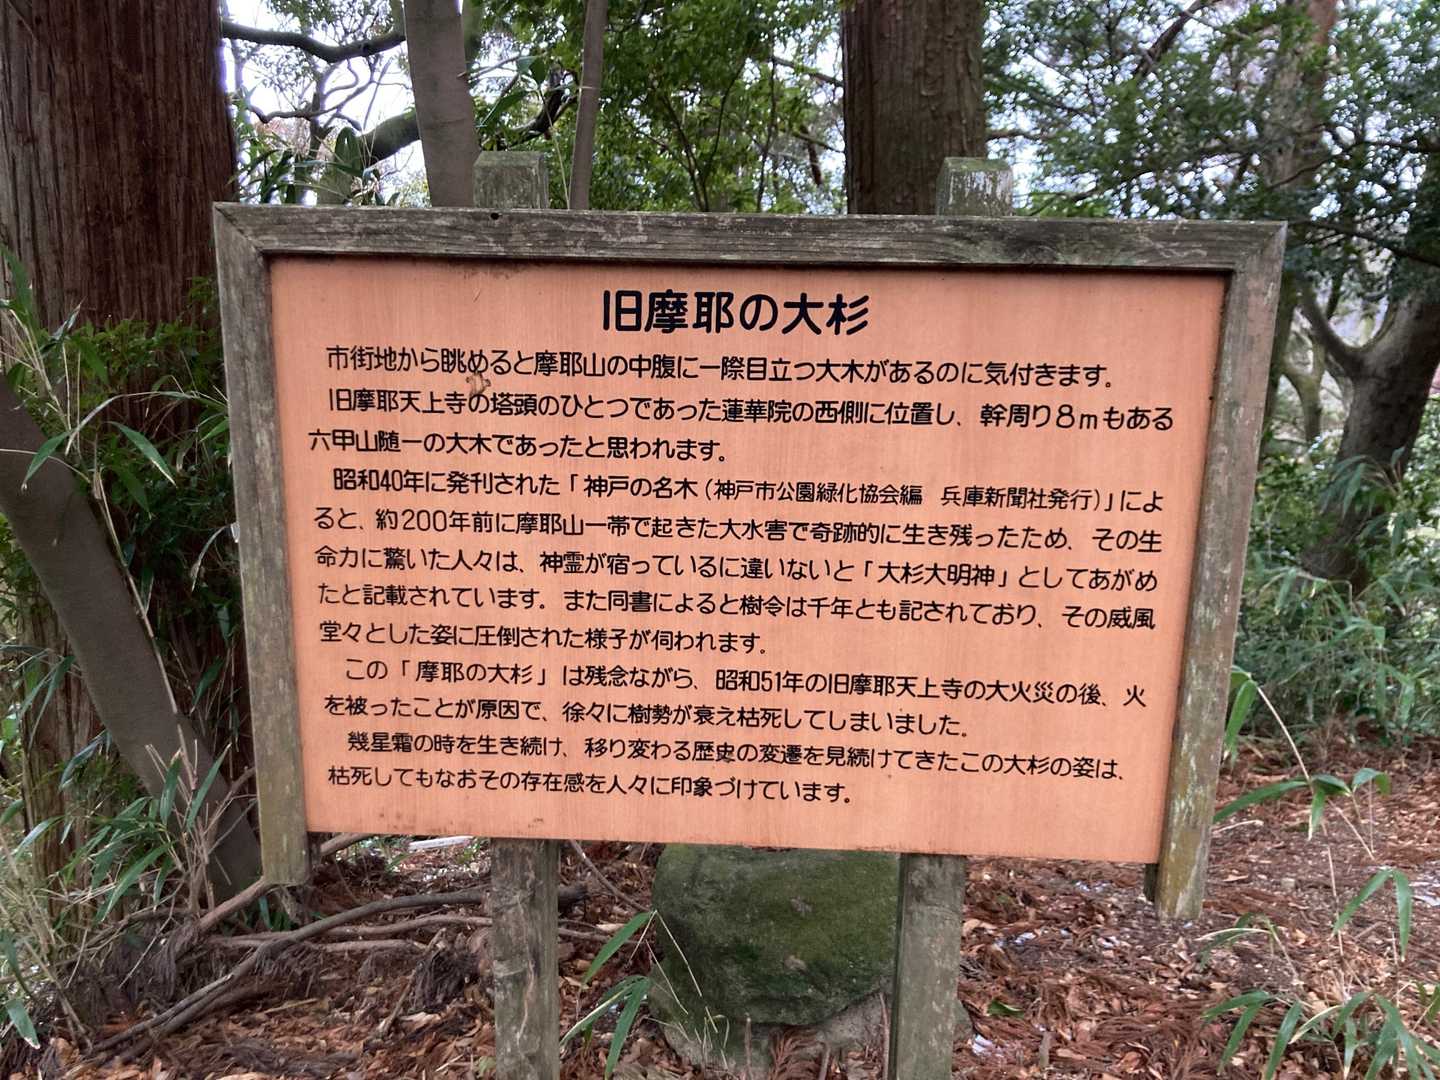 旧摩耶の大杉
市街地から眺めると摩耶山の中腹に一際目立つ大木があるのに気付きます。
旧摩耶天上寺の塔頭のひとつであった蓮華院の西側に位置し、幹周り8mもある
六甲山随一の大木であったと思われます。
昭和40年に発刊された「神戸の名木（神戸市公園緑化協会編　兵庫新聞社発行）」によ
ると、約200年前に摩耶山一帯で起きた大水害で奇跡的に生き残ったため、その生
命力に驚いた人々は、神霊が宿っているに違いないと「大杉大明神」としてあがめ
たと記載されています。また同書によると樹令は千年とも記されており、その威風
堂々とした姿に圧倒された様子が伺われます。
この「摩耶の大杉」は残念ながら、昭和51年の旧摩耶天上寺の大火災の後、火
を被ったことが原因で、徐々に樹勢が衰え枯死してしまいました。
幾星霜の時を生き続け、移り変わる歴史の変遷を見続けてきたこの大杉の姿は、
枯死してもなおその存在感を人々に印象づけています。